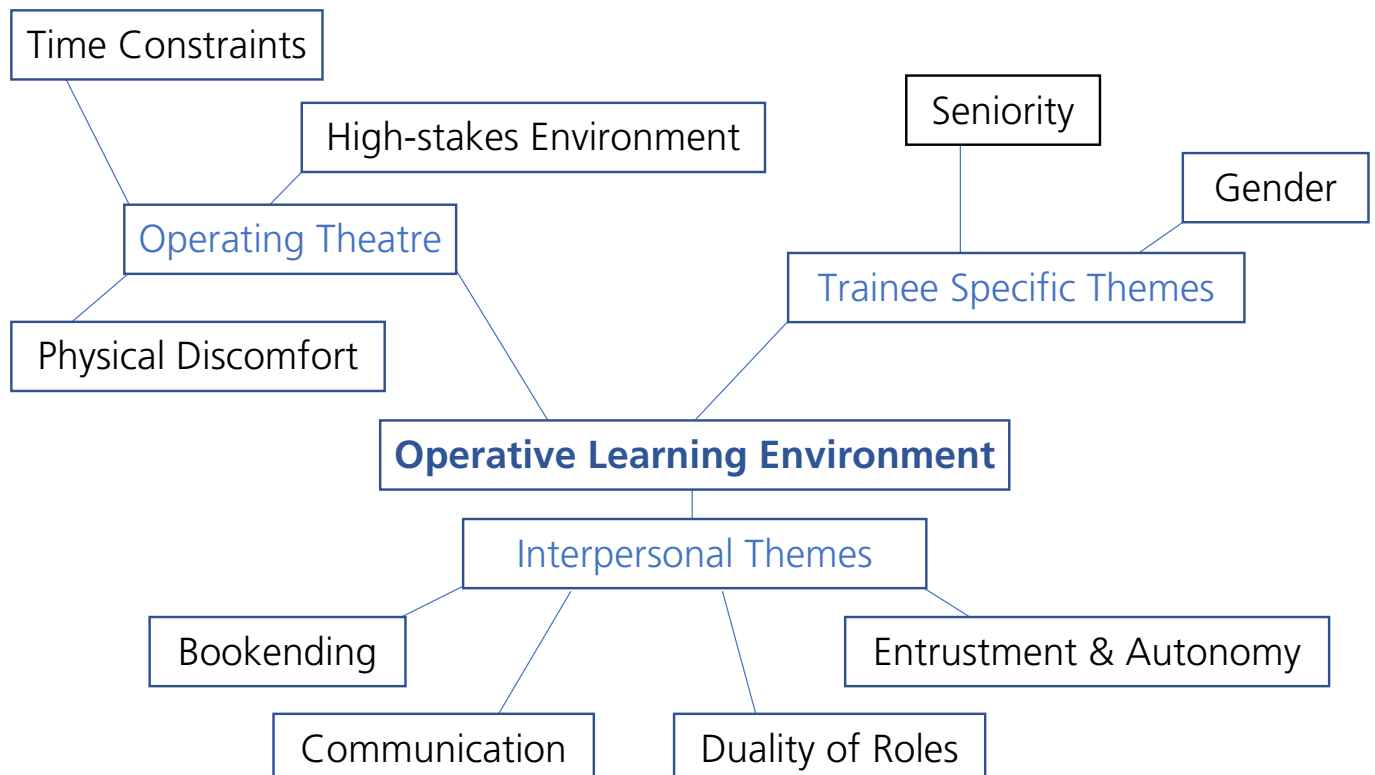 Time Constraints
High-stakes Environment
Seniority
Gender
Operating Theatre
Trainee Specific Themes
Physical Discomfort
Operative Learning Environment
Interpersonal Themes
Bookending
Entrustment & Autonomy
Communication
Duality of Roles